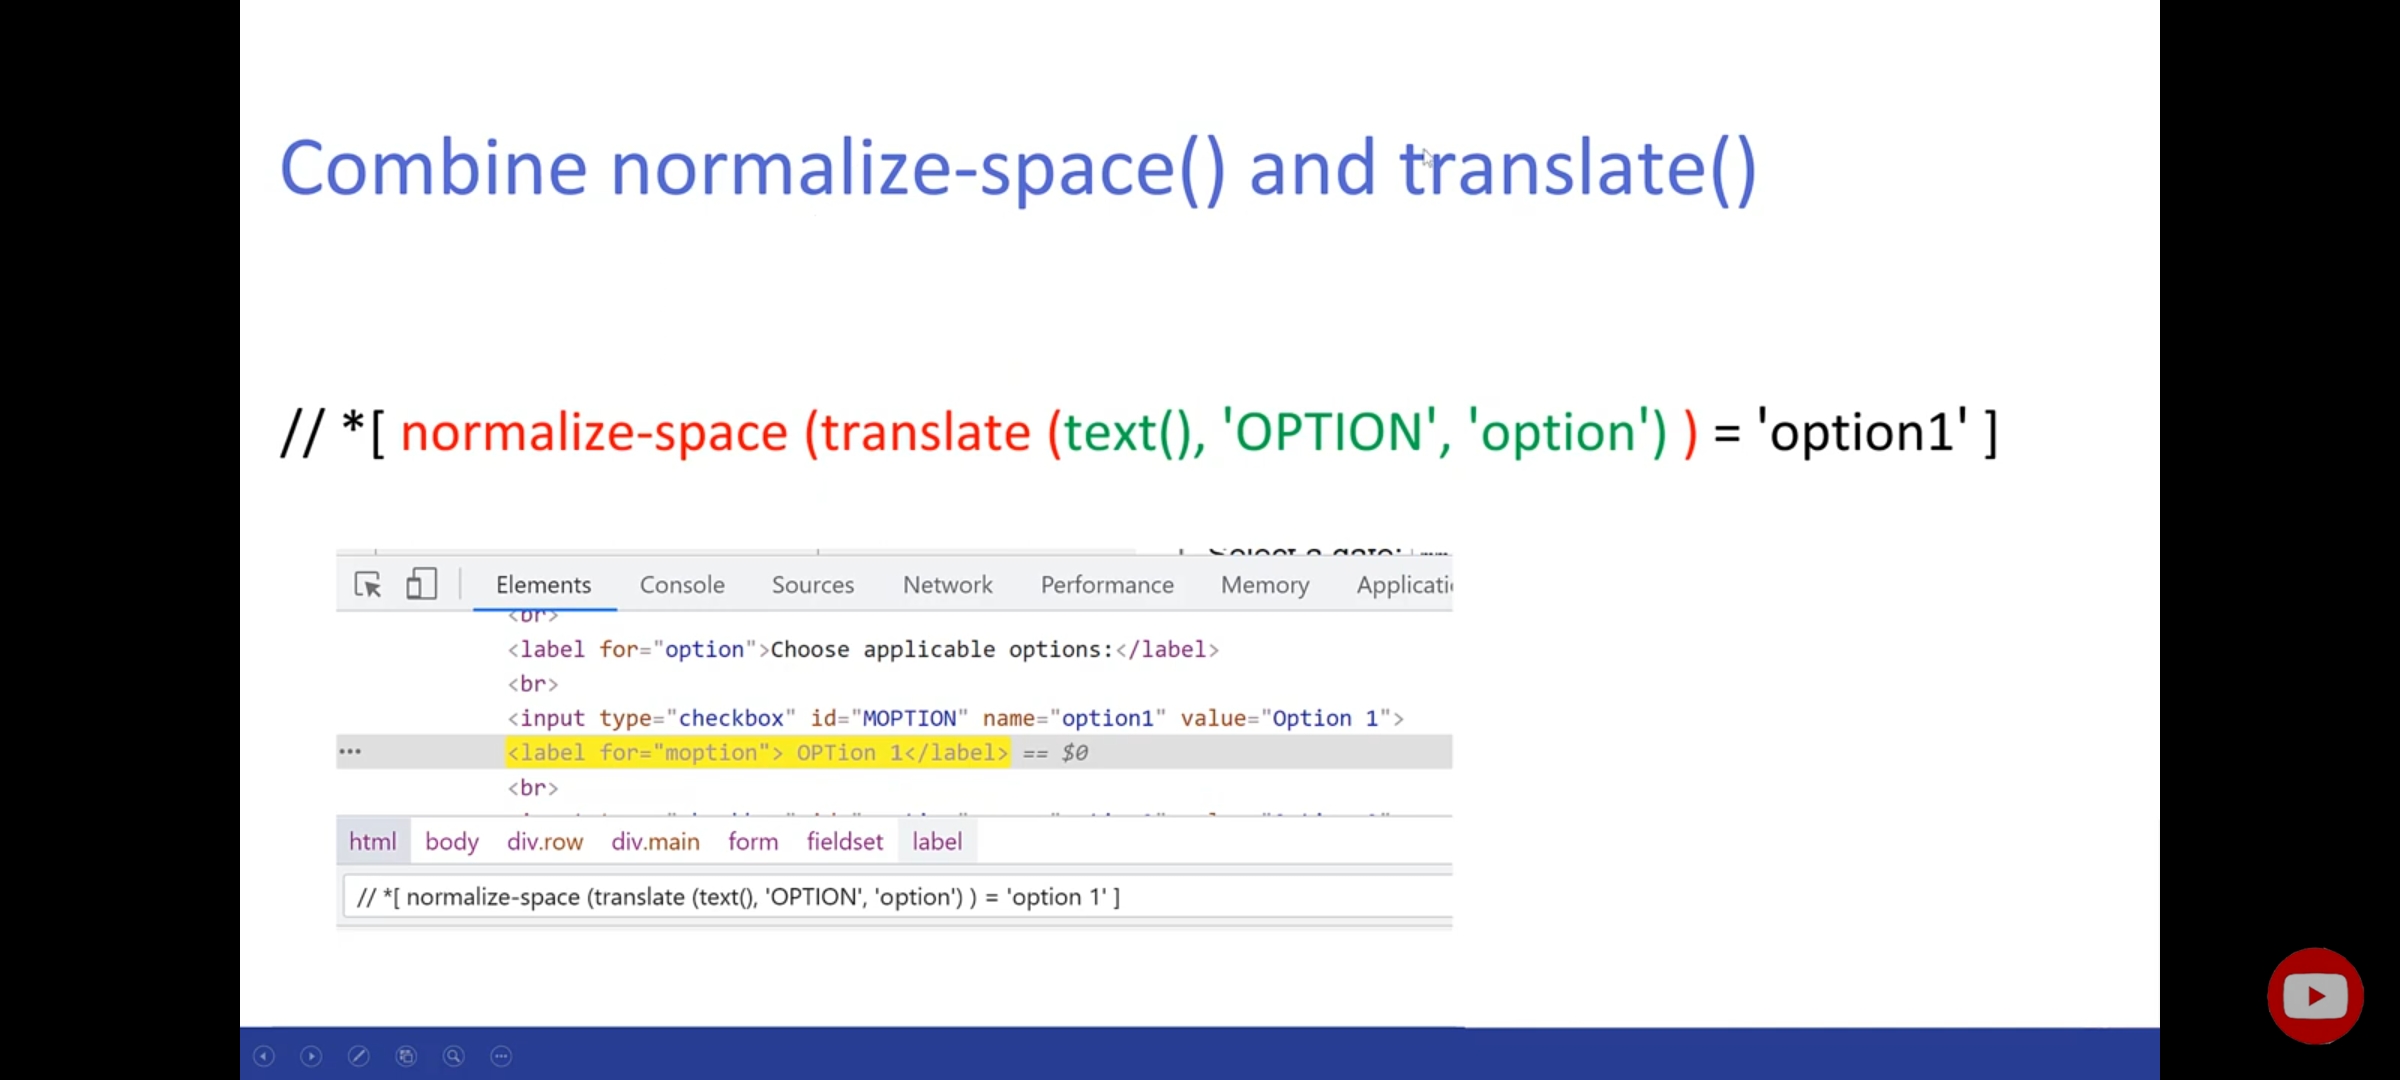 Combine normalize-space() and translate()
// *[ normalize-space (translate (text(), 'OPTION', 'option') ) = 'option1' ]
Select a date:
Elements Console Sources Network Performance Memory Applicati
<br>
<label for="option">Choose applicable options:</label>
<br>
<input type="checkbox" id="MOPTION" name="option1" value="Option 1">
<label for="moption"> OPTion 1</label> == $0
<br>
html body div.row div.main form fieldset label
// *[ normalize-space (translate (text(), 'OPTION', 'option') ) = 'option 1' ]